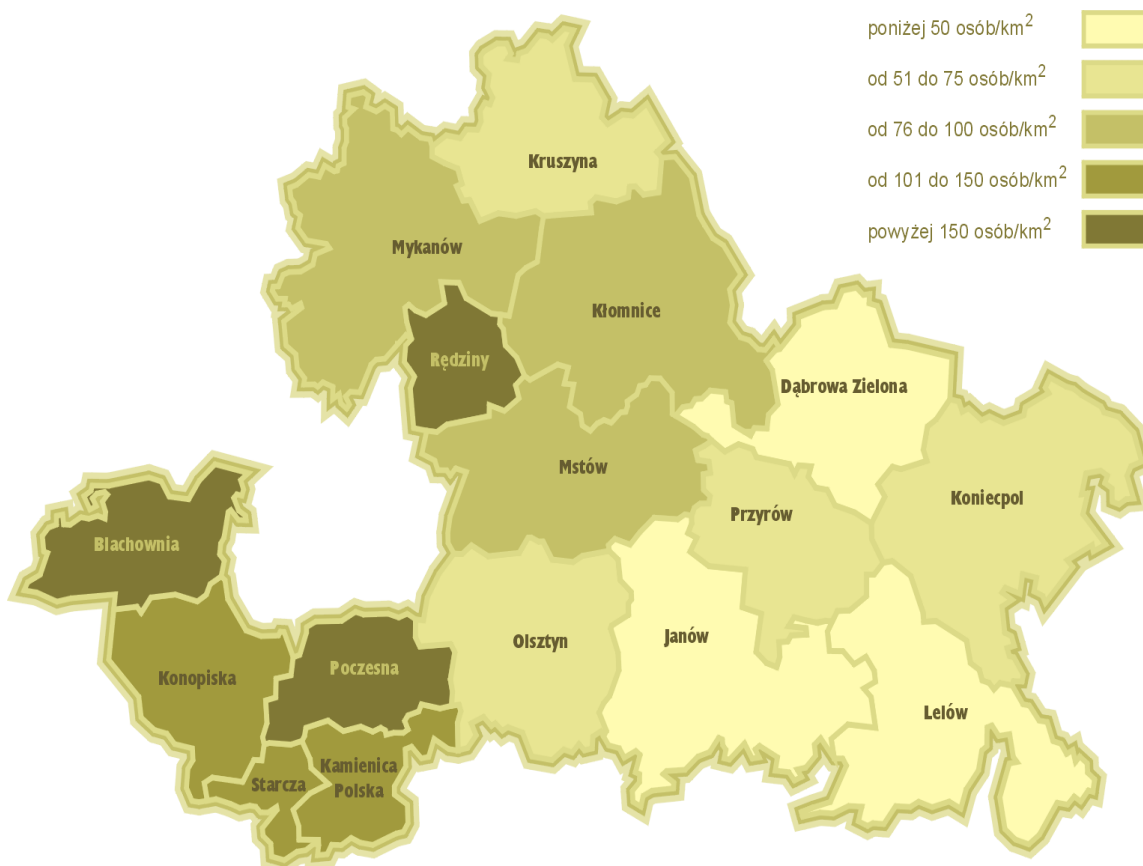 poniżej 50 osób/km²
od 51 do 75 osób/km²
od 76 do 100 osób/km²
od 101 do 150 osób/km²
powyżej 150 osób/km²
Kruszyna
Mykanów
Kłomnice
Rędziny
Dąbrowa Zielona
Mstów
Koniecpol
Przyrów
Blachownia
Olsztyn
Janów
Poczesna
Konopiska
Lelów
Kamienica
Polska
Starcza